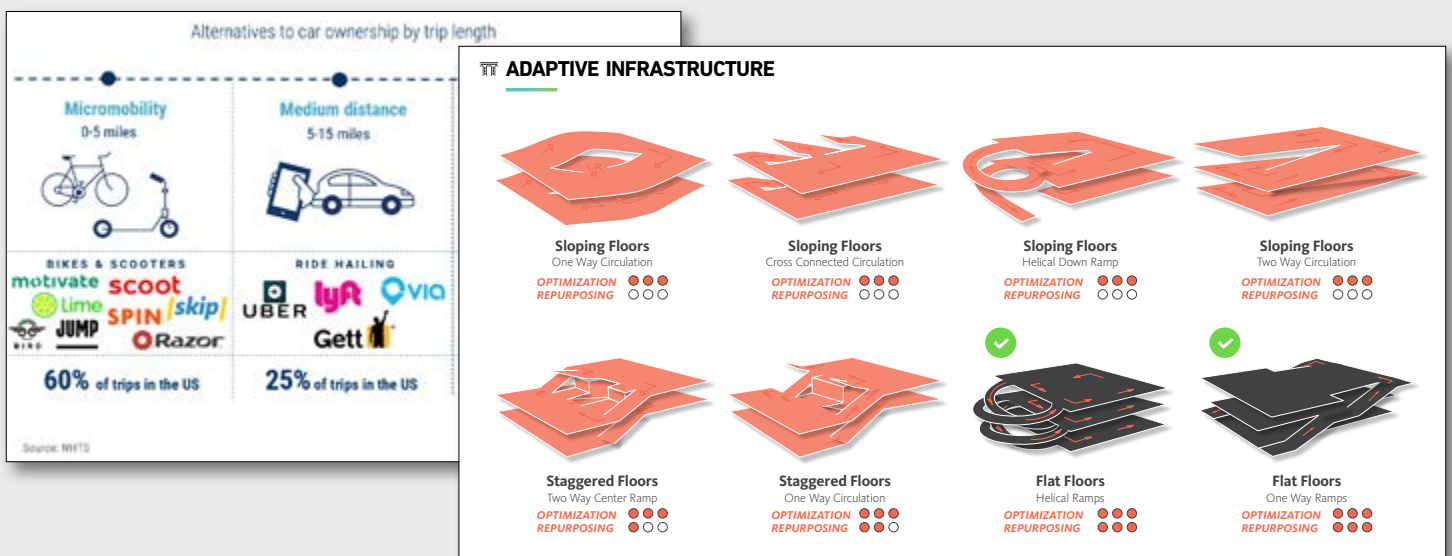 Alternatives to car ownership by trip length
Micromobility
0-5 miles
Medium distance
5-15 miles
BIKES & SCOOTERS
motivate
scoot
Lime
SPIN
/skip/
BIRD
JUMP
Razor
RIDE HAILING
UBER
lyft
via
Gett
60% of trips in the US
25% of trips in the US
Source: NHTS
ADAPTIVE INFRASTRUCTURE
Sloping Floors
One Way Circulation
OPTIMIZATION
REPURPOSING
Sloping Floors
Cross Connected Circulation
OPTIMIZATION
REPURPOSING
Sloping Floors
Helical Down Ramp
OPTIMIZATION
REPURPOSING
Sloping Floors
Two Way Circulation
OPTIMIZATION
REPURPOSING
Staggered Floors
Two Way Center Ramp
OPTIMIZATION
REPURPOSING
Staggered Floors
One Way Circulation
OPTIMIZATION
REPURPOSING
Flat Floors
Helical Ramps
OPTIMIZATION
REPURPOSING
Flat Floors
One Way Ramps
OPTIMIZATION
REPURPOSING